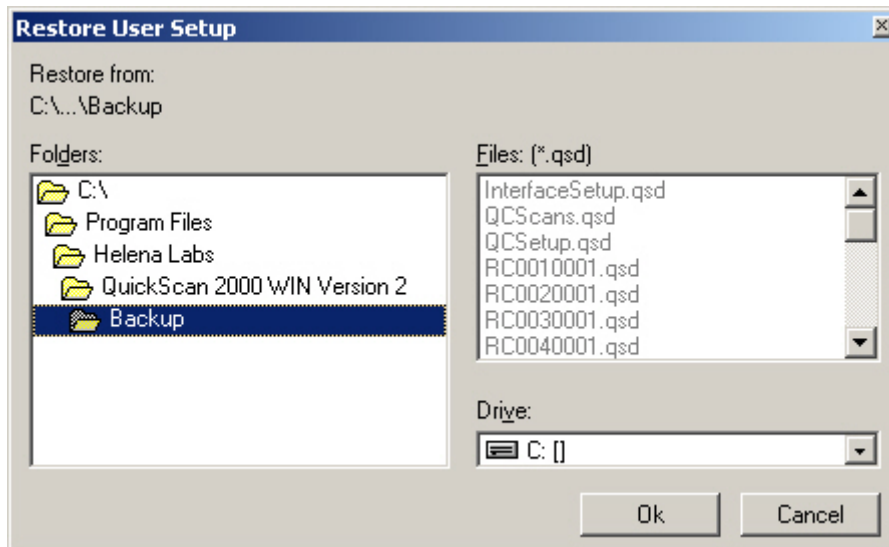 Restore User Setup
Restore from:
C:\...\Backup
Folders:
C:\
Program Files
Helena Labs
QuickScan 2000 WIN Version 2
Backup
Files: (*.qsd)
InterfaceSetup.qsd
QCScans.qsd
QCSetup.qsd
RC0010001.qsd
RC0020001.qsd
RC0030001.qsd
RC0040001.qsd
Drive:
C: []
Ok
Cancel